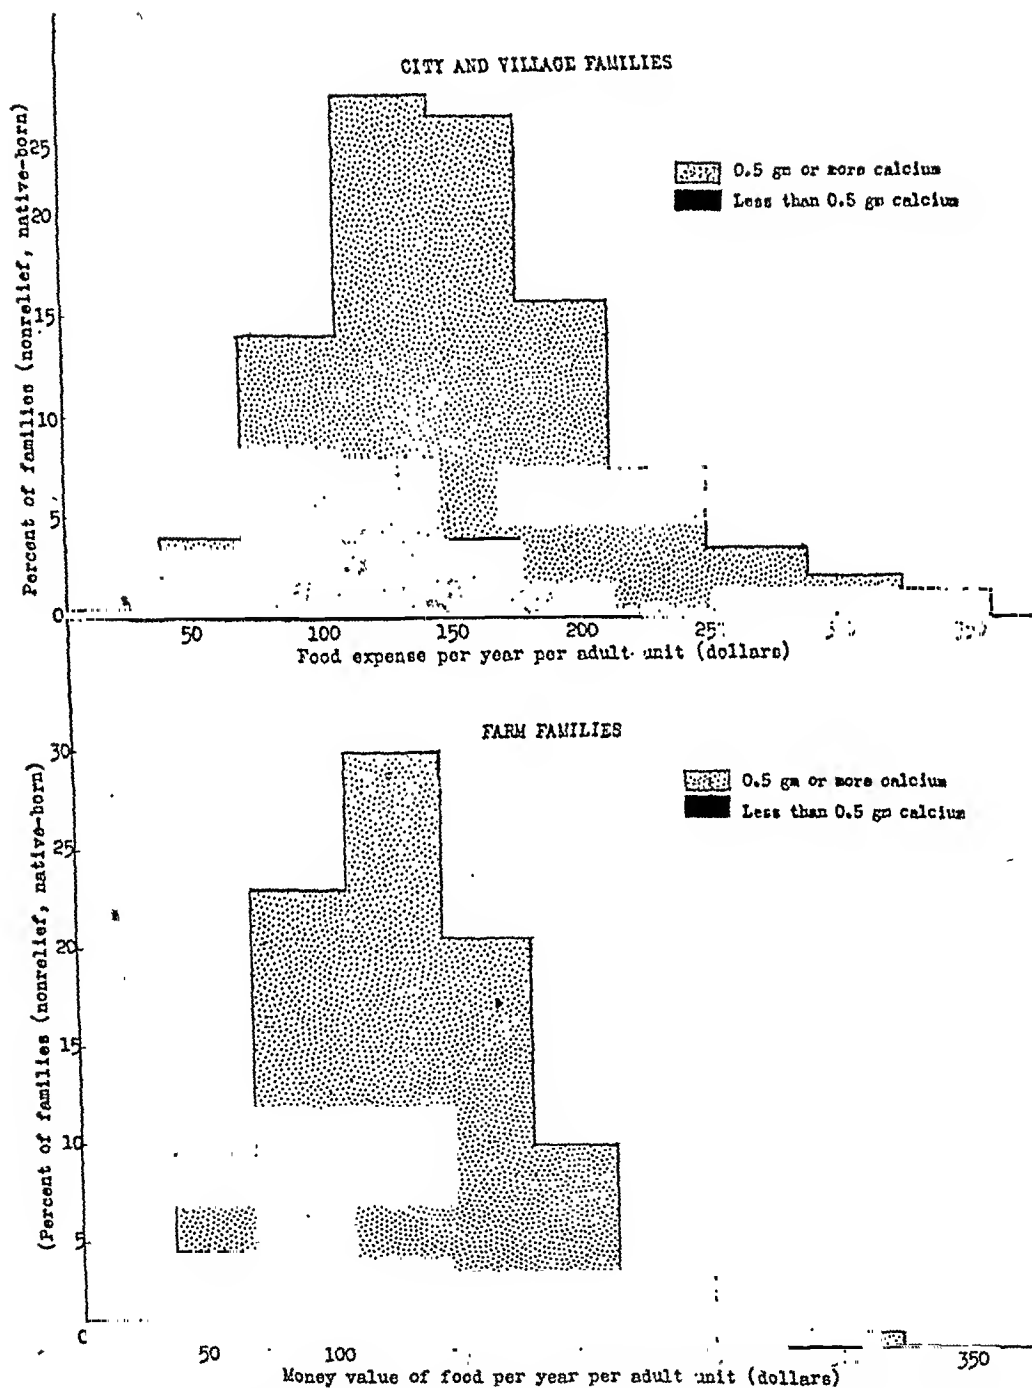 CITY AND VILLAGE FAMILIES
0.5 gm or more calcium
Less than 0.5 gm calcium
Percent of families (nonrelief, native-born)
25
20
15
10
5
0
50
100
150
200
Food expense per year per adult unit (dollars)
FARM FAMILIES
0.5 gm or more calcium
Less than 0.5 gm calcium
(Percent of families (nonrelief, native-born)
30
25
20
15
10
5
50
100
350
Money value of food per year per adult unit (dollars)